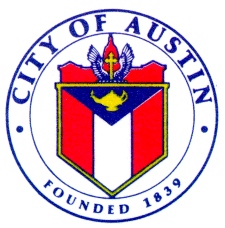 CITY OF AUSTIN
FOUNDED 1839